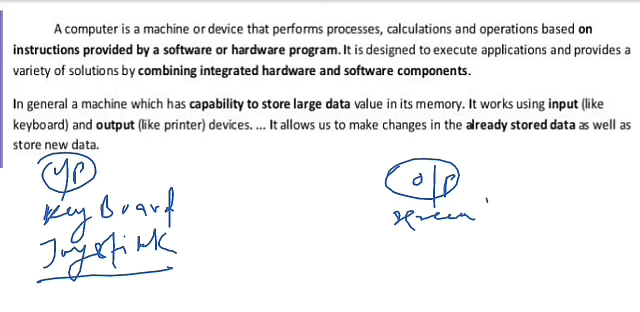 A computer is a machine or device that performs processes, calculations and operations based on
instructions provided by a software or hardware program. It is designed to execute applications and provides a
variety of solutions by combining integrated hardware and software components.
In general a machine which has capability to store large data value in its memory. It works using input (like
keyboard) and output (like printer) devices. ... It allows us to make changes in the already stored data as well as
store new data.
I/P
O/P
Key Board
screen
Joystick